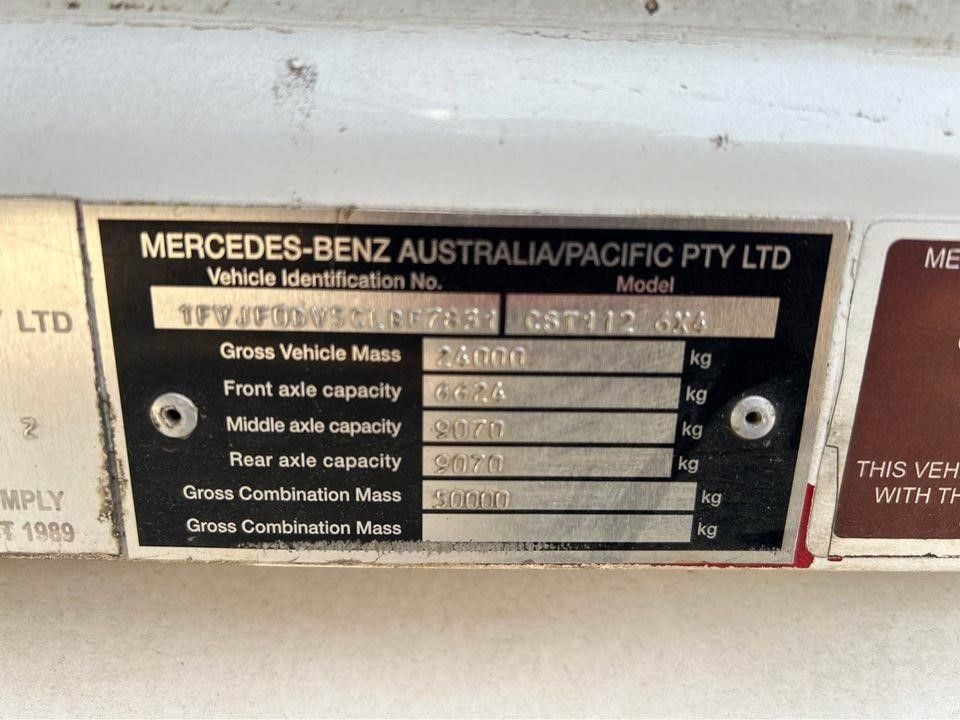 MERCEDES-BENZ AUSTRALIA/PACIFIC PTY LTD
Vehicle Identification No. Model
1FVJF0DV5CLBF7831 CST112 6X4
Gross Vehicle Mass 24000 kg
Front axle capacity 6624 kg
Middle axle capacity 9070 kg
Rear axle capacity 9070 kg
Gross Combination Mass 50000 kg
Gross Combination Mass kg
LTD
2
1989
ME
THIS VEH
WITH TH